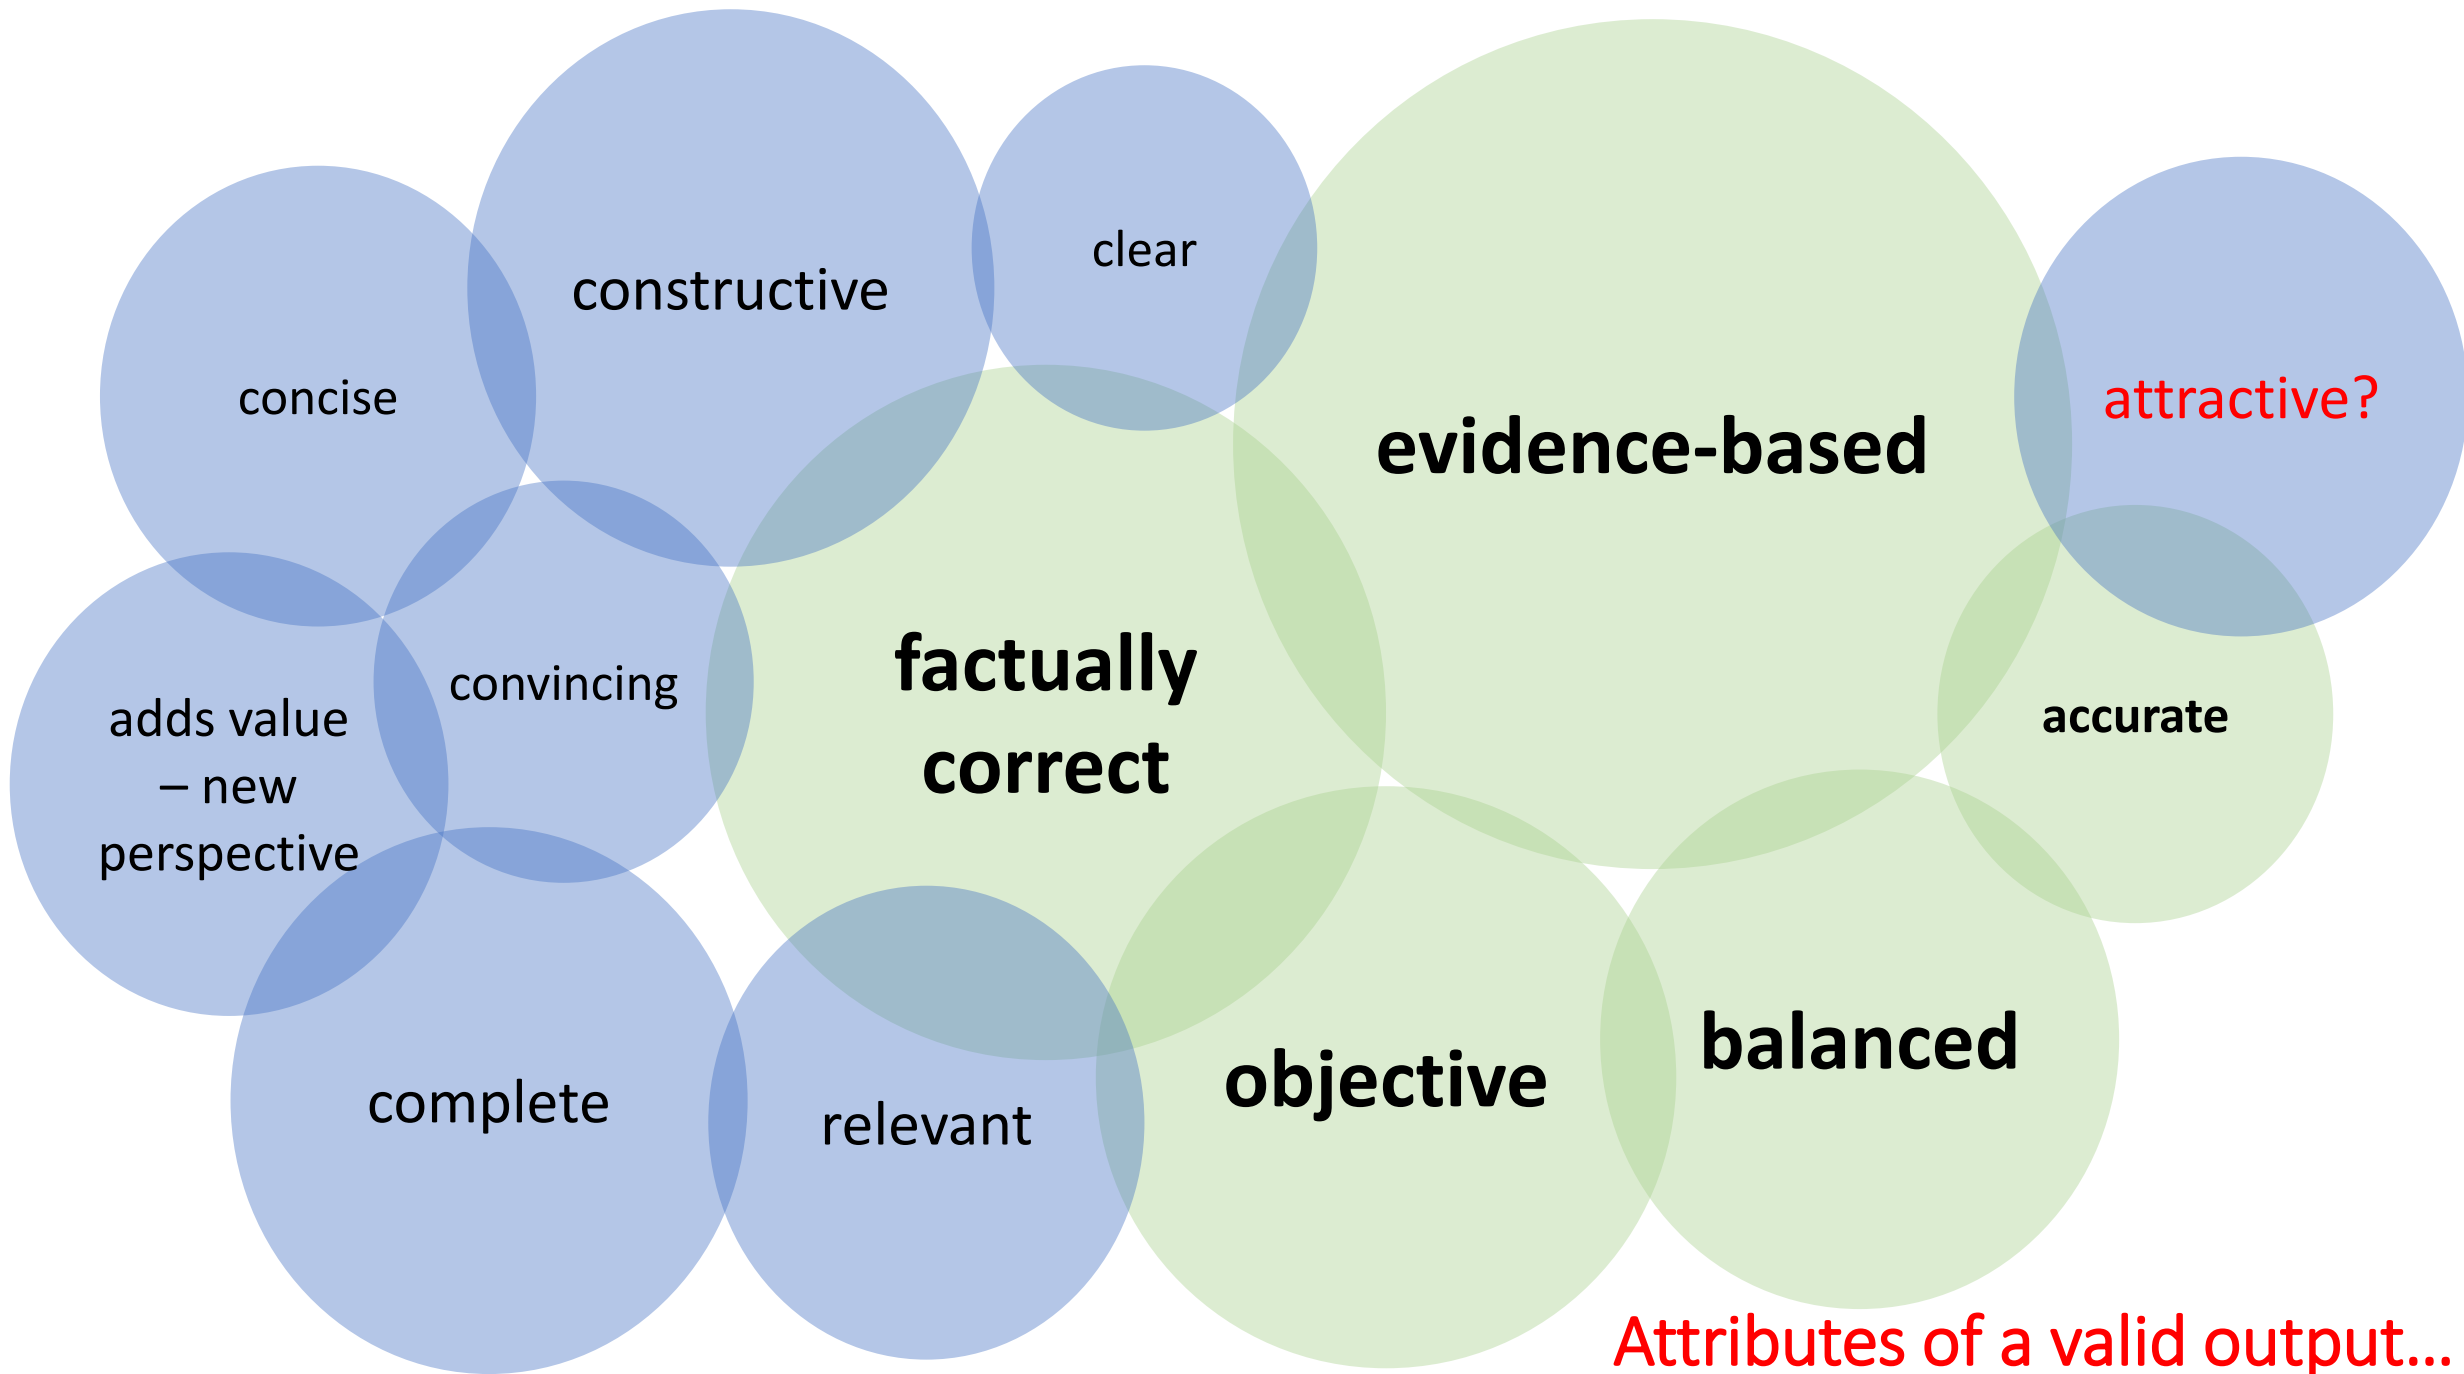 constructive
clear
concise
evidence-based
attractive?
convincing
factually
correct
accurate
adds value
– new
perspective
complete
relevant
objective
balanced
Attributes of a valid output...